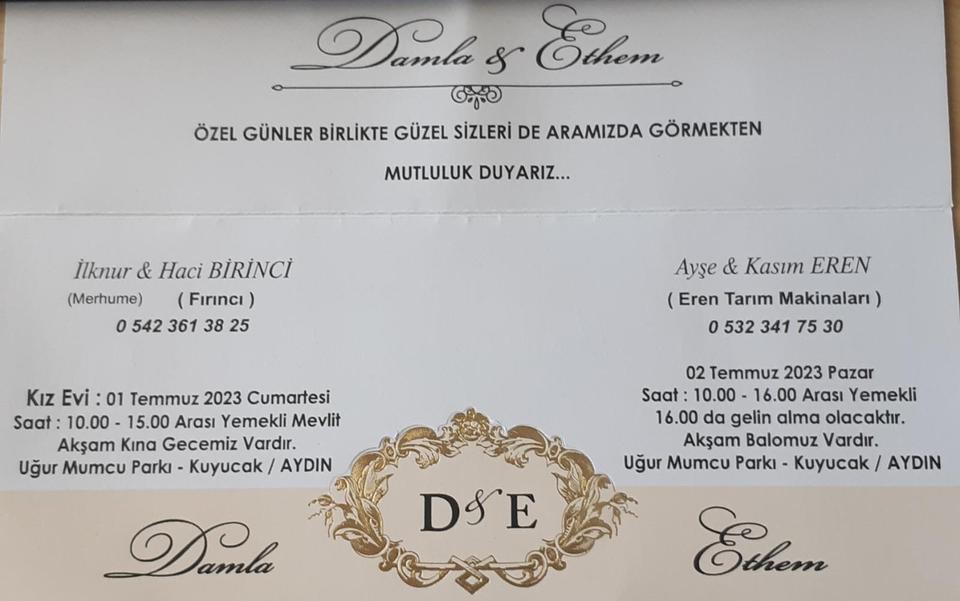 Damla & Ethem
ÖZEL GÜNLER BİRLİKTE GÜZEL SİZLERİ DE ARAMIZDA GÖRMEKTEN
MUTLULUK DUYARIZ...
İlknur & Haci BİRİNCİ
(Merhume) ( Fırıncı )
0 542 361 38 25
Kız Evi : 01 Temmuz 2023 Cumartesi
Saat : 10.00 - 15.00 Arası Yemekli Mevlit
Akşam Kına Gecemiz Vardır.
Uğur Mumcu Parkı - Kuyucak / AYDIN
Ayşe & Kasım EREN
( Eren Tarım Makinaları )
0 532 341 75 30
02 Temmuz 2023 Pazar
Saat : 10.00 - 16.00 Arası Yemekli
16.00 da gelin alma olacaktır.
Akşam Balomuz Vardır.
Uğur Mumcu Parkı - Kuyucak / AYDIN
D & E
Damla
Ethem